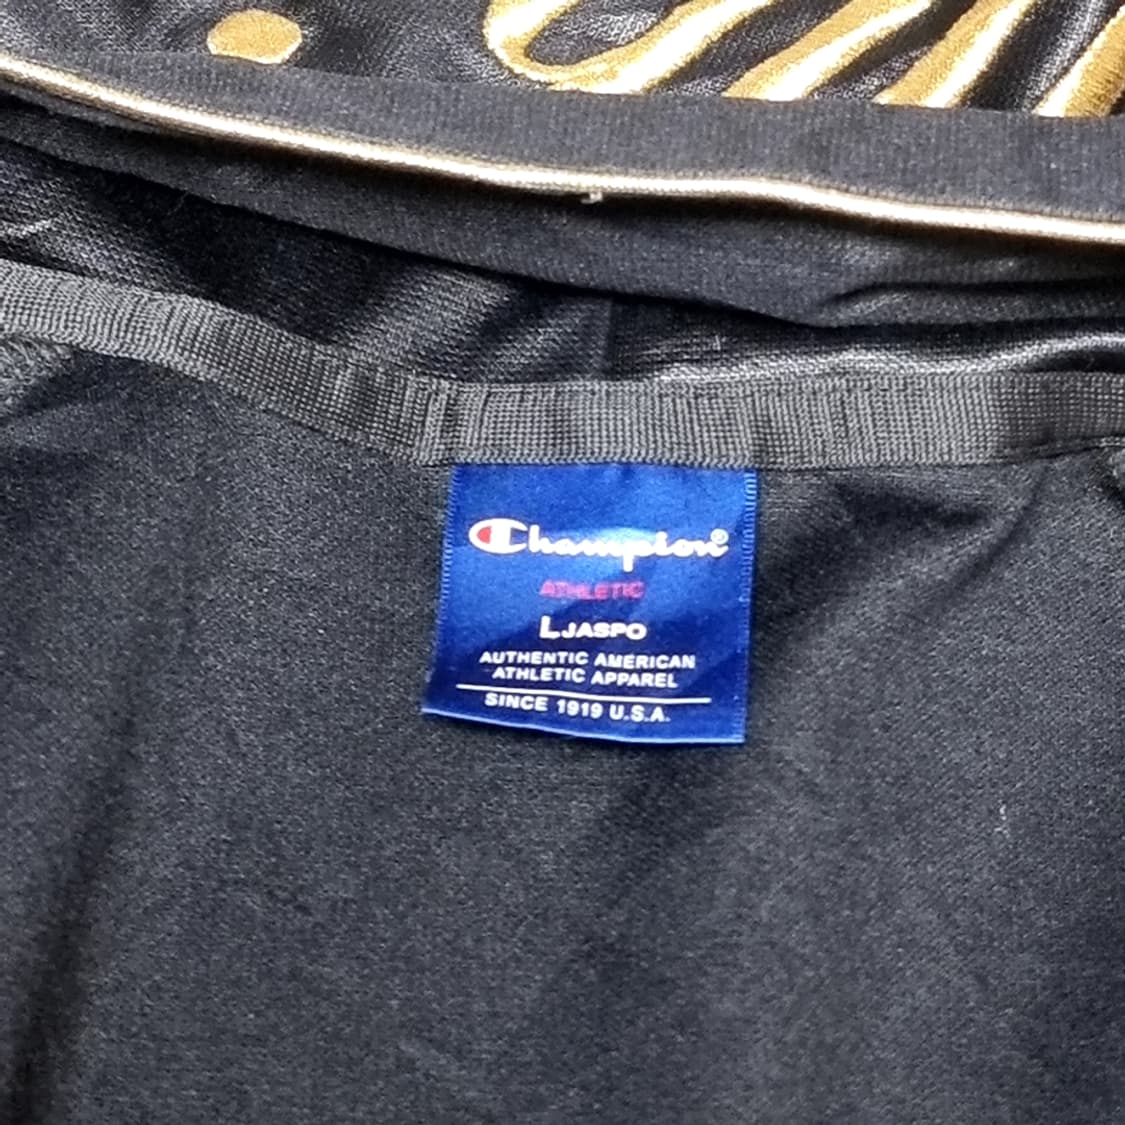 Champion®
ATHLETIC
L JASPO
AUTHENTIC AMERICAN
ATHLETIC APPAREL
SINCE 1919 U.S.A.